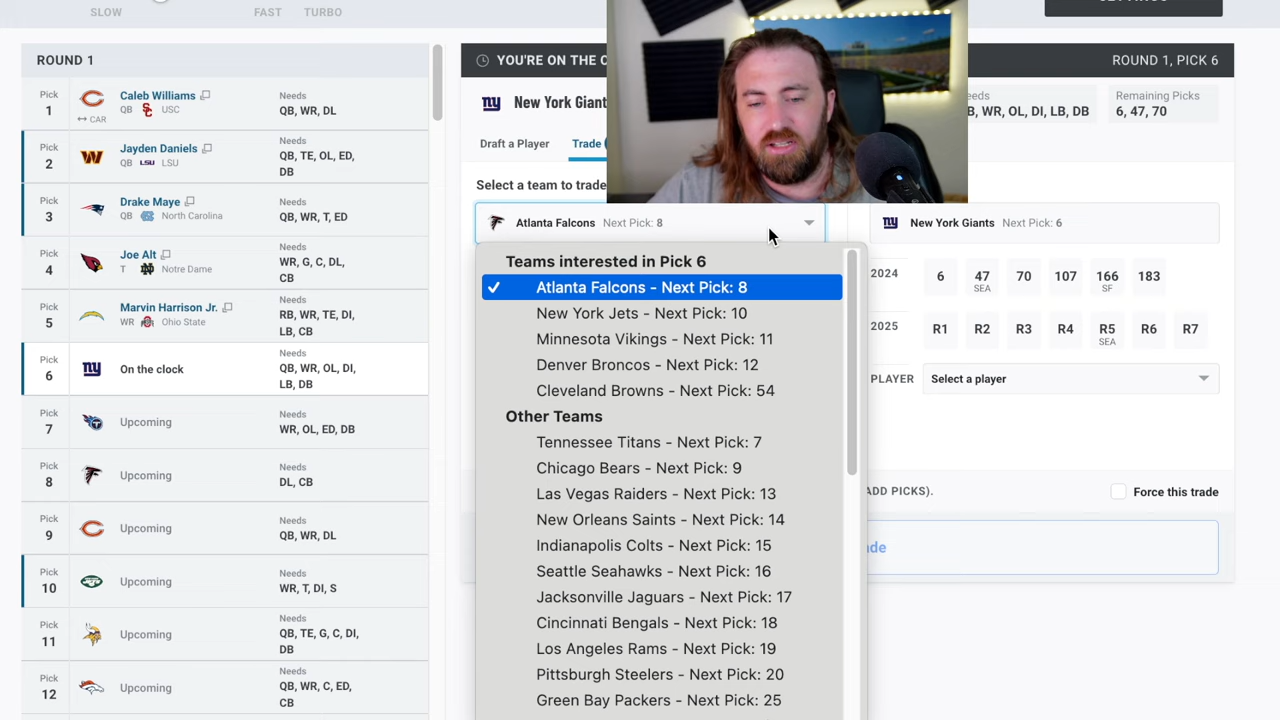 SLOW FAST TURBO
ROUND 1
Pick 1 CAR Caleb Williams QB USC Needs QB, WR, DL
Pick 2 Jayden Daniels QB LSU LSU Needs QB, TE, OL, ED, DB
Pick 3 Drake Maye QB North Carolina Needs QB, WR, T, ED
Pick 4 Joe Alt T Notre Dame Needs WR, G, C, DL, CB
Pick 5 Marvin Harrison Jr. WR Ohio State Needs RB, WR, TE, DI, LB, CB
Pick 6 On the clock Needs QB, WR, OL, DI, LB, DB
Pick 7 Upcoming Needs WR, OL, ED, DB
Pick 8 Upcoming Needs DL, CB
Pick 9 Upcoming Needs QB, WR, DL
Pick 10 Upcoming Needs WR, T, DI, S
Pick 11 Upcoming Needs QB, TE, G, C, DI, DB
Pick 12 Upcoming Needs QB, WR, C, ED, CB
YOU'RE ON THE C ROUND 1, PICK 6
New York Giant
eeds
B, WR, OL, DI, LB, DB
Remaining Picks
6, 47, 70
Draft a Player Trade
Select a team to trade
Atlanta Falcons Next Pick: 8
Teams interested in Pick 6
Atlanta Falcons - Next Pick: 8
New York Jets - Next Pick: 10
Minnesota Vikings - Next Pick: 11
Denver Broncos - Next Pick: 12
Cleveland Browns - Next Pick: 54
Other Teams
Tennessee Titans - Next Pick: 7
Chicago Bears - Next Pick: 9
Las Vegas Raiders - Next Pick: 13
New Orleans Saints - Next Pick: 14
Indianapolis Colts - Next Pick: 15
Seattle Seahawks - Next Pick: 16
Jacksonville Jaguars - Next Pick: 17
Cincinnati Bengals - Next Pick: 18
Los Angeles Rams - Next Pick: 19
Pittsburgh Steelers - Next Pick: 20
Green Bay Packers - Next Pick: 25
New York Giants Next Pick: 6
2024 6 47 SEA 70 107 166 SF 183
2025 R1 R2 R3 R4 R5 SEA R6 R7
PLAYER Select a player
ADD PICKS). Force this trade
ade